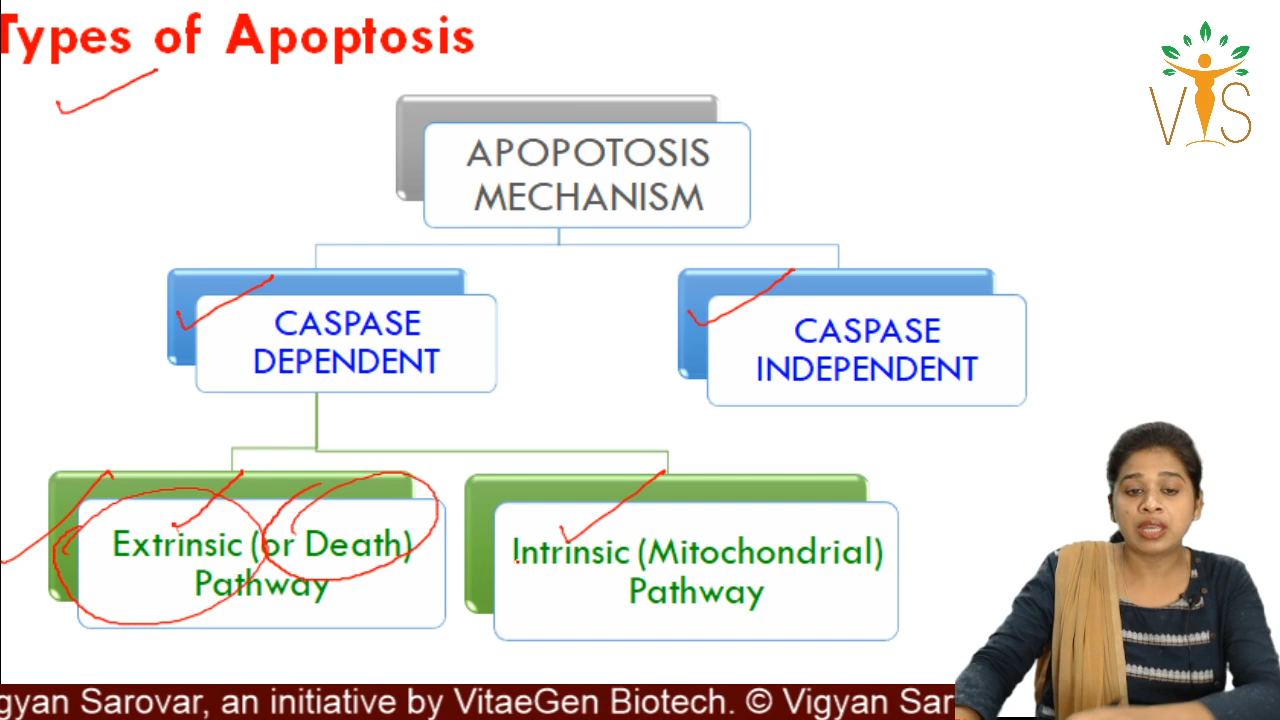 Types of Apoptosis
VIS
APOPOTOSIS
MECHANISM
CASPASE
DEPENDENT
CASPASE
INDEPENDENT
Extrinsic (or Death)
Pathway
Intrinsic (Mitochondrial)
Pathway
gyan Sarovar, an initiative by VitaeGen Biotech. © Vigyan Sar